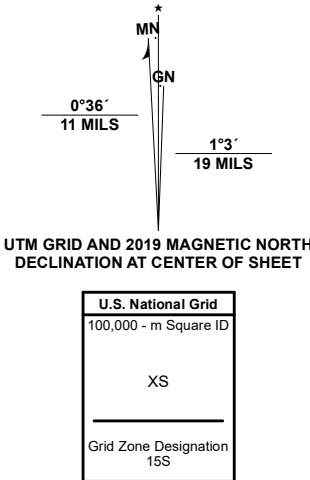 ★
MN
GN
0°36´
11 MILS
1°3´
19 MILS
UTM GRID AND 2019 MAGNETIC NORTH
DECLINATION AT CENTER OF SHEET
U.S. National Grid
100,000 - m Square ID
XS
Grid Zone Designation
15S